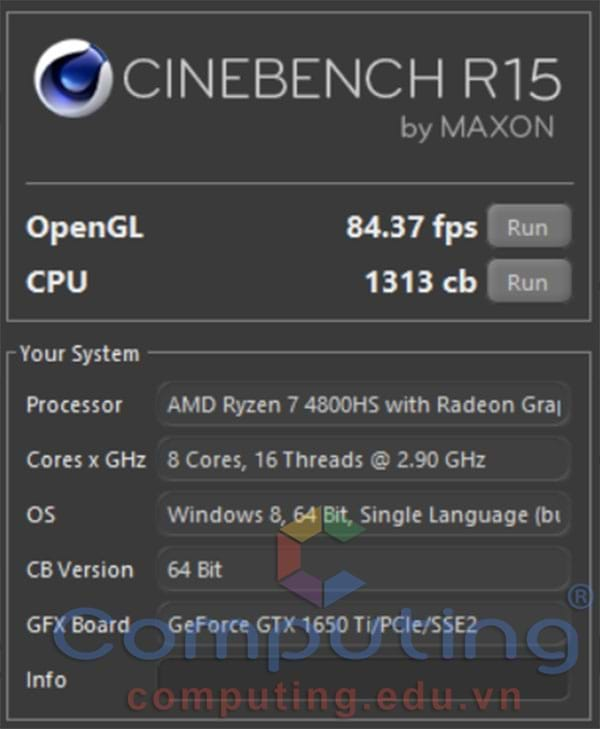 CINEBENCH R15
by MAXON
OpenGL 84.37 fps Run
CPU 1313 cb Run
Your System
Processor AMD Ryzen 7 4800HS with Radeon Gra
Cores x GHz 8 Cores, 16 Threads @ 2.90 GHz
OS Windows 8, 64 Bit, Single Language (bu
CB Version 64 Bit
GFX Board GeForce GTX 1650 Ti/PCIe/SSE2
Computing ®
Info
computing.edu.vn